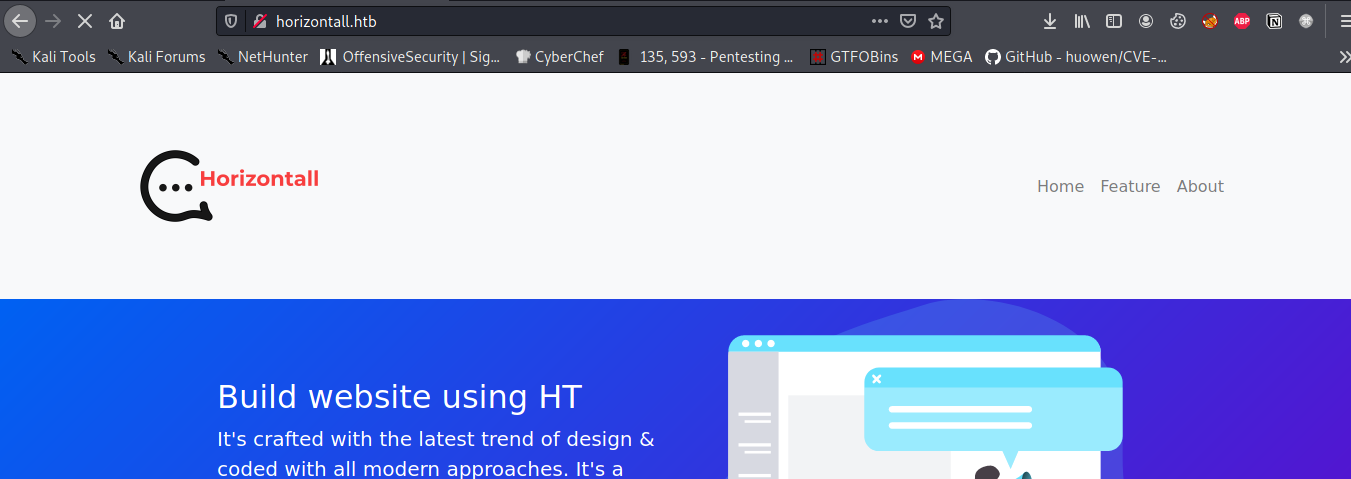 horizontall.htb
ABP
Kali Tools Kali Forums NetHunter OffensiveSecurity | Sig... CyberChef 135, 593 - Pentesting ... GTFOBins M MEGA GitHub - huowen/CVE-...
Horizontall
Home Feature About
Build website using HT
It's crafted with the latest trend of design &
coded with all modern approaches. It's a